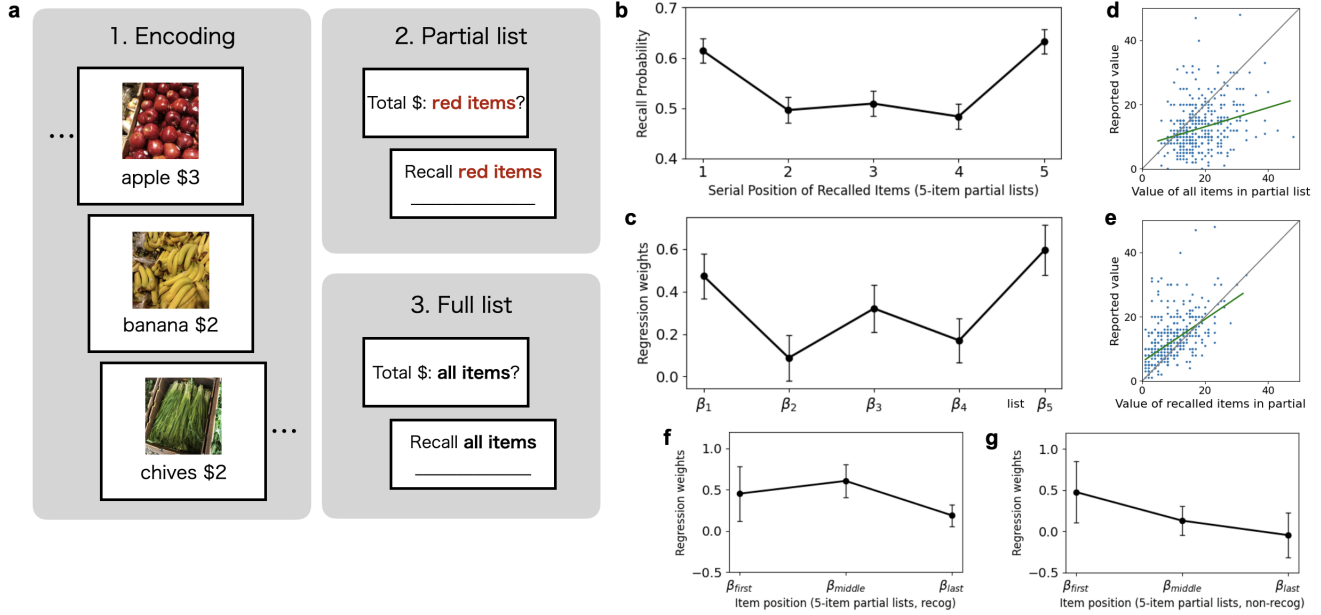 a
1. Encoding
...
apple $3
banana $2
chives $2
...
2. Partial list
Total $: red items?
Recall red items
3. Full list
Total $: all items?
Recall all items
b
Recall Probability
0.7
0.6
0.5
0.4
1 2 3 4 5
Serial Position of Recalled Items (5-item partial lists)
c
Regression weights
0.6
0.4
0.2
0.0
β1 β2 β3 β4 list β5
d
Reported value
40
20
0
0 20 40
Value of all items in partial list
e
Reported value
40
20
0
0 20 40
Value of recalled items in partial
f
Regression weights
1.0
0.5
0.0
−0.5
βfirst βmiddle βlast
Item position (5-item partial lists, recog)
g
Regression weights
1.0
0.5
0.0
−0.5
βfirst βmiddle βlast
Item position (5-item partial lists, non-recog)